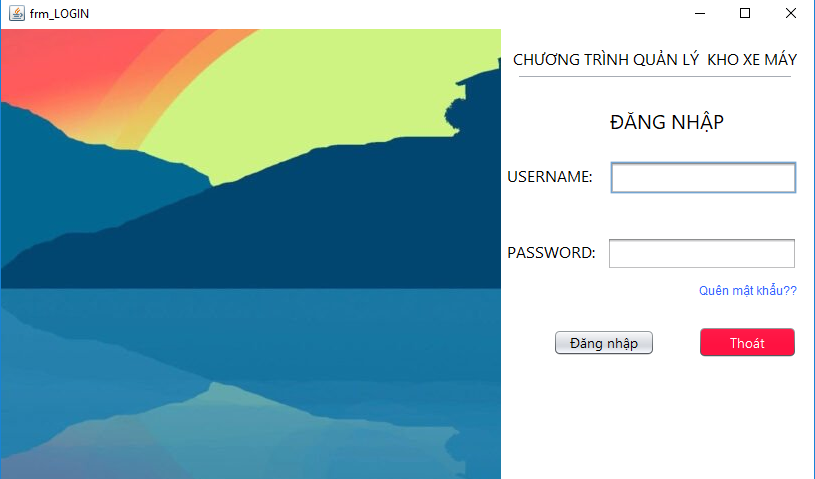 frm_LOGIN
CHƯƠNG TRÌNH QUẢN LÝ KHO XE MÁY
ĐĂNG NHẬP
USERNAME:
PASSWORD:
Quên mật khẩu??
Đăng nhập
Thoát